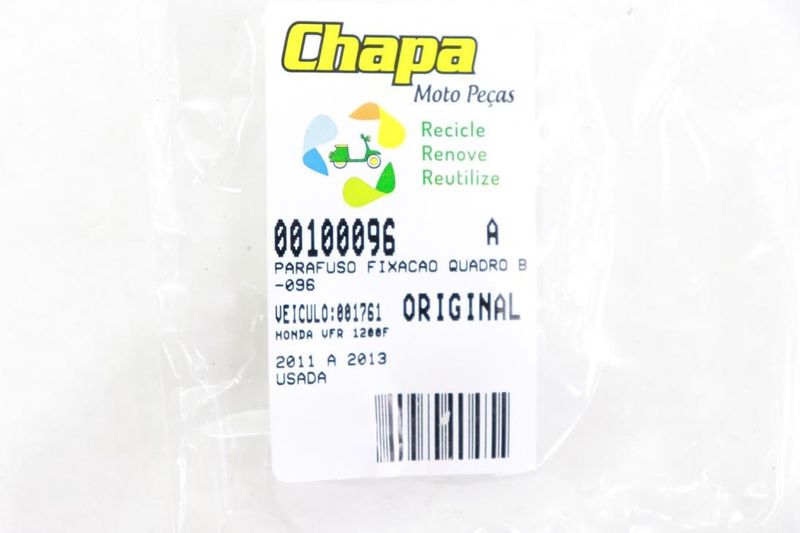 Chapa
Moto Peças
Recicle
Renove
Reutilize
00100096 A
PARAFUSO FIXACAO QUADRO B
-096
VEICULO:001761 ORIGINAL
HONDA VFR 1200F
2011 A 2013
USADA